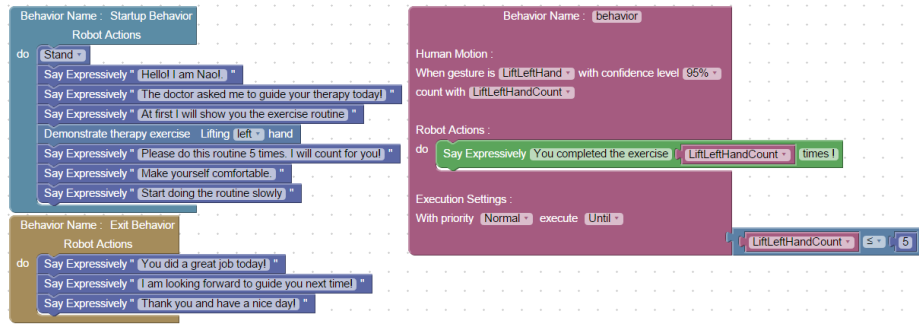 Behavior Name : Startup Behavior
Robot Actions
do Stand
Say Expressively " Hello! I am Nao!. "
Say Expressively " The doctor asked me to guide your therapy today! "
Say Expressively " At first I will show you the exercise routine "
Demonstrate therapy exercise Lifting left hand
Say Expressively " Please do this routine 5 times. I will count for you! "
Say Expressively " Make yourself comfortable. "
Say Expressively " Start doing the routine slowly "
Behavior Name : Exit Behavior
Robot Actions
do Say Expressively " You did a great job today! "
Say Expressively " I am looking forward to guide you next time! "
Say Expressively " Thank you and have a nice day! "
Behavior Name : behavior
Human Motion :
When gesture is LiftLeftHand with confidence level 95%
count with LiftLeftHandCount
Robot Actions :
do Say Expressively You completed the exercise LiftLeftHandCount times !
Execution Settings :
With priority Normal execute Until
LiftLeftHandCount ≤ 5